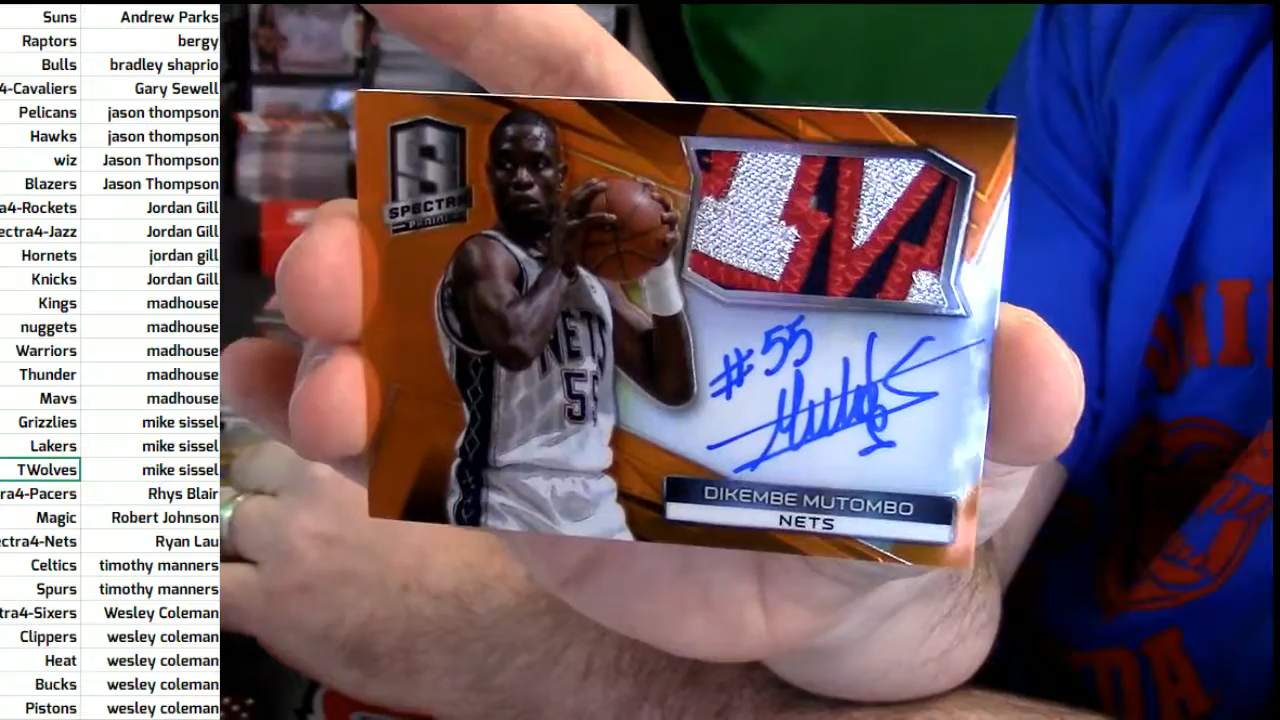 Suns Andrew Parks
Raptors bergy
Bulls bradley shaprio
4-Cavaliers Gary Sewell
Pelicans jason thompson
Hawks jason thompson
wiz Jason Thompson
Blazers Jason Thompson
a4-Rockets Jordan Gill
ectra4-Jazz Jordan Gill
Hornets jordan gill
Knicks Jordan Gill
Kings madhouse
nuggets madhouse
Warriors madhouse
Thunder madhouse
Mavs madhouse
Grizzlies mike sissel
Lakers mike sissel
TWolves mike sissel
ra4-Pacers Rhys Blair
Magic Robert Johnson
ectra4-Nets Ryan Lau
Celtics timothy manners
Spurs timothy manners
tra4-Sixers Wesley Coleman
Clippers wesley coleman
Heat wesley coleman
Bucks wesley coleman
Pistons wesley coleman
S
SPECTRA
PANINI
NETS
55
#55
DIKEMBE MUTOMBO
NETS